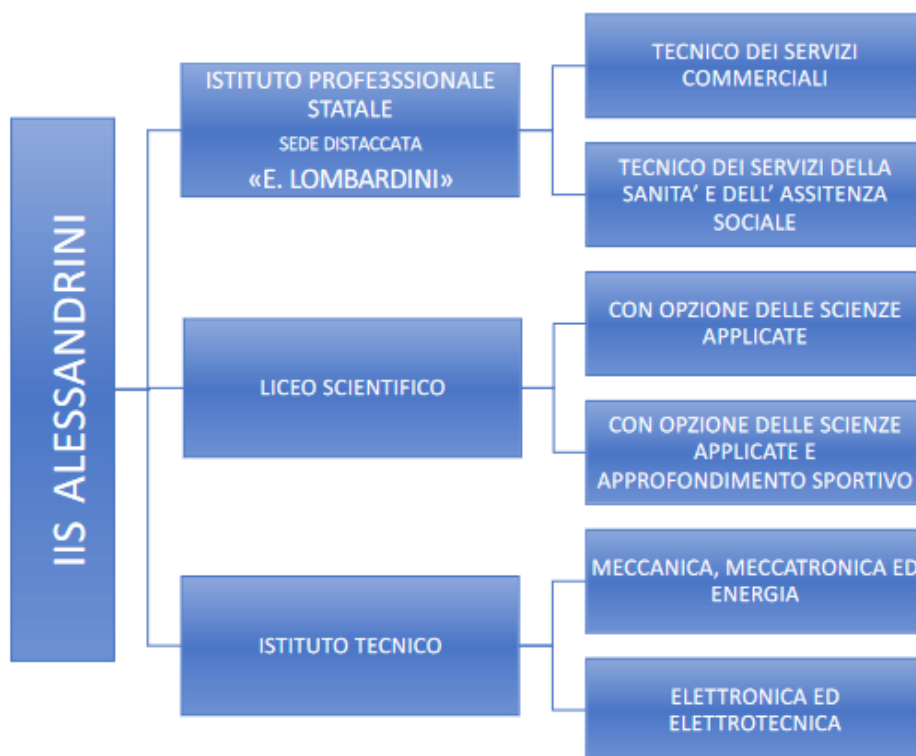 IIS ALESSANDRINI
ISTITUTO PROFE3SSIONALE
STATALE
SEDE DISTACCATA
«E. LOMBARDINI»
TECNICO DEI SERVIZI
COMMERCIALI
TECNICO DEI SERVIZI DELLA
SANITA’ E DELL’ ASSITENZA
SOCIALE
LICEO SCIENTIFICO
CON OPZIONE DELLE SCIENZE
APPLICATE
CON OPZIONE DELLE SCIENZE
APPLICATE E
APPROFONDIMENTO SPORTIVO
ISTITUTO TECNICO
MECCANICA, MECCATRONICA ED
ENERGIA
ELETTRONICA ED
ELETTROTECNICA